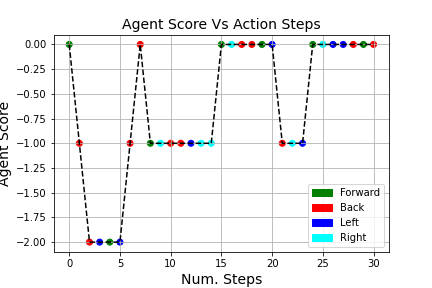 Agent Score Vs Action Steps
Agent Score
0.00
−0.25
−0.50
−0.75
−1.00
−1.25
−1.50
−1.75
−2.00
Forward
Back
Left
Right
0 5 10 15 20 25 30
Num. Steps